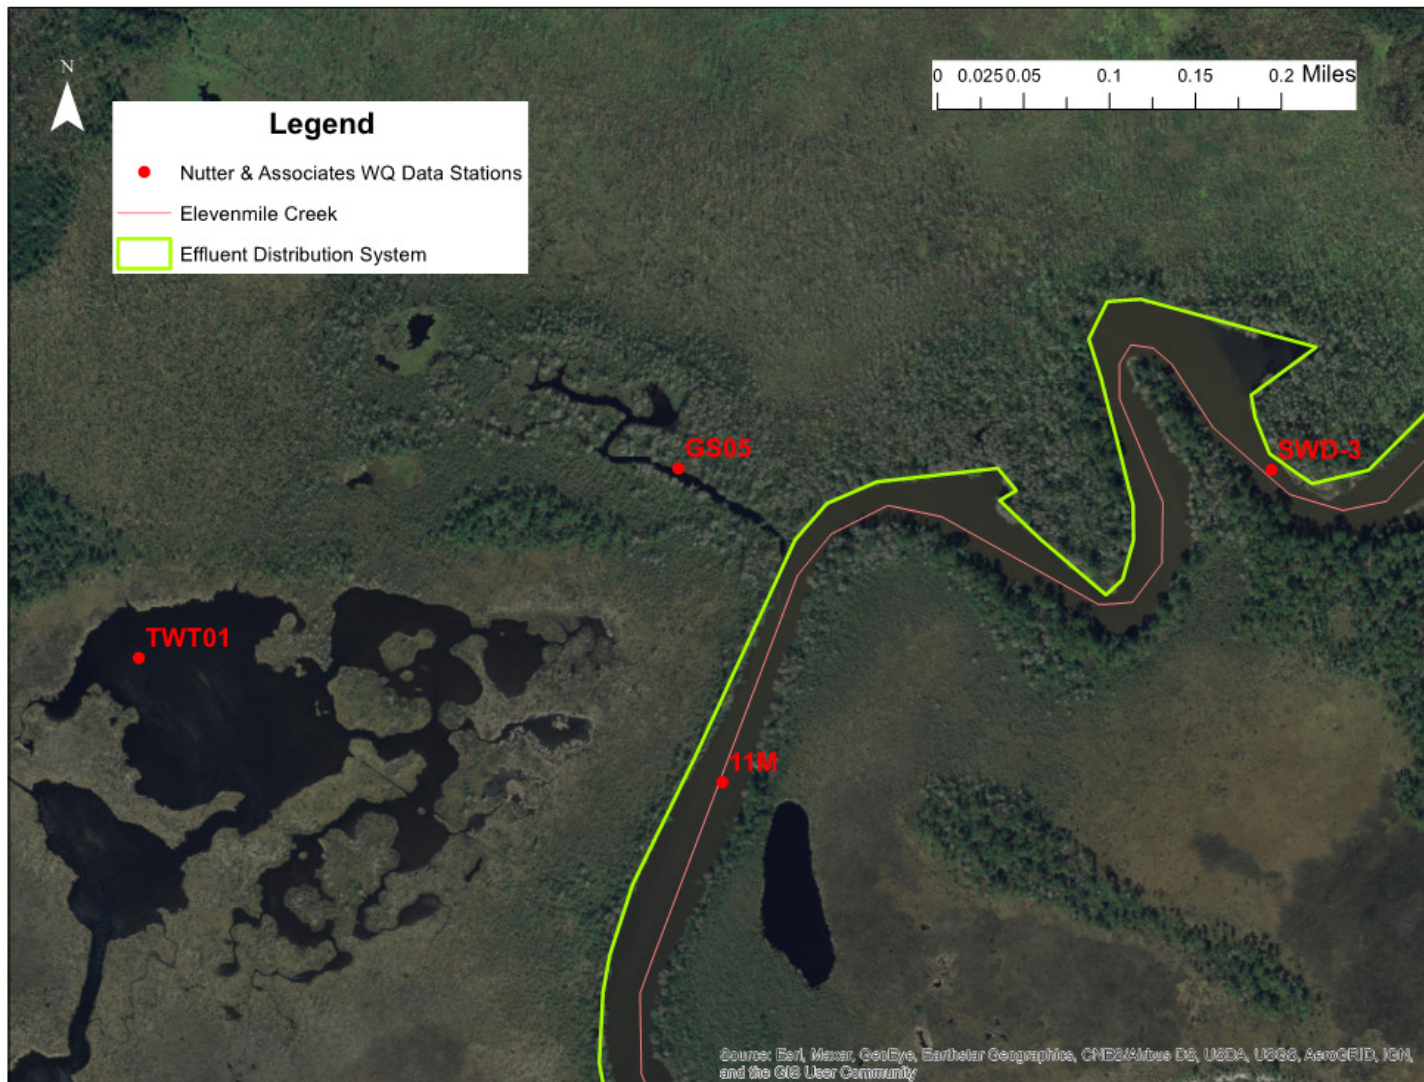 N
0 0.025 0.05 0.1 0.15 0.2 Miles
Legend
Nutter & Associates WQ Data Stations
Elevenmile Creek
Effluent Distribution System
GS05
SWD-3
TWT01
11M
Source: Esri, Maxar, GeoEye, Earthstar Geographics, CNES/Airbus DS, USDA, USGS, AeroGRID, IGN,
and the GIS User Community